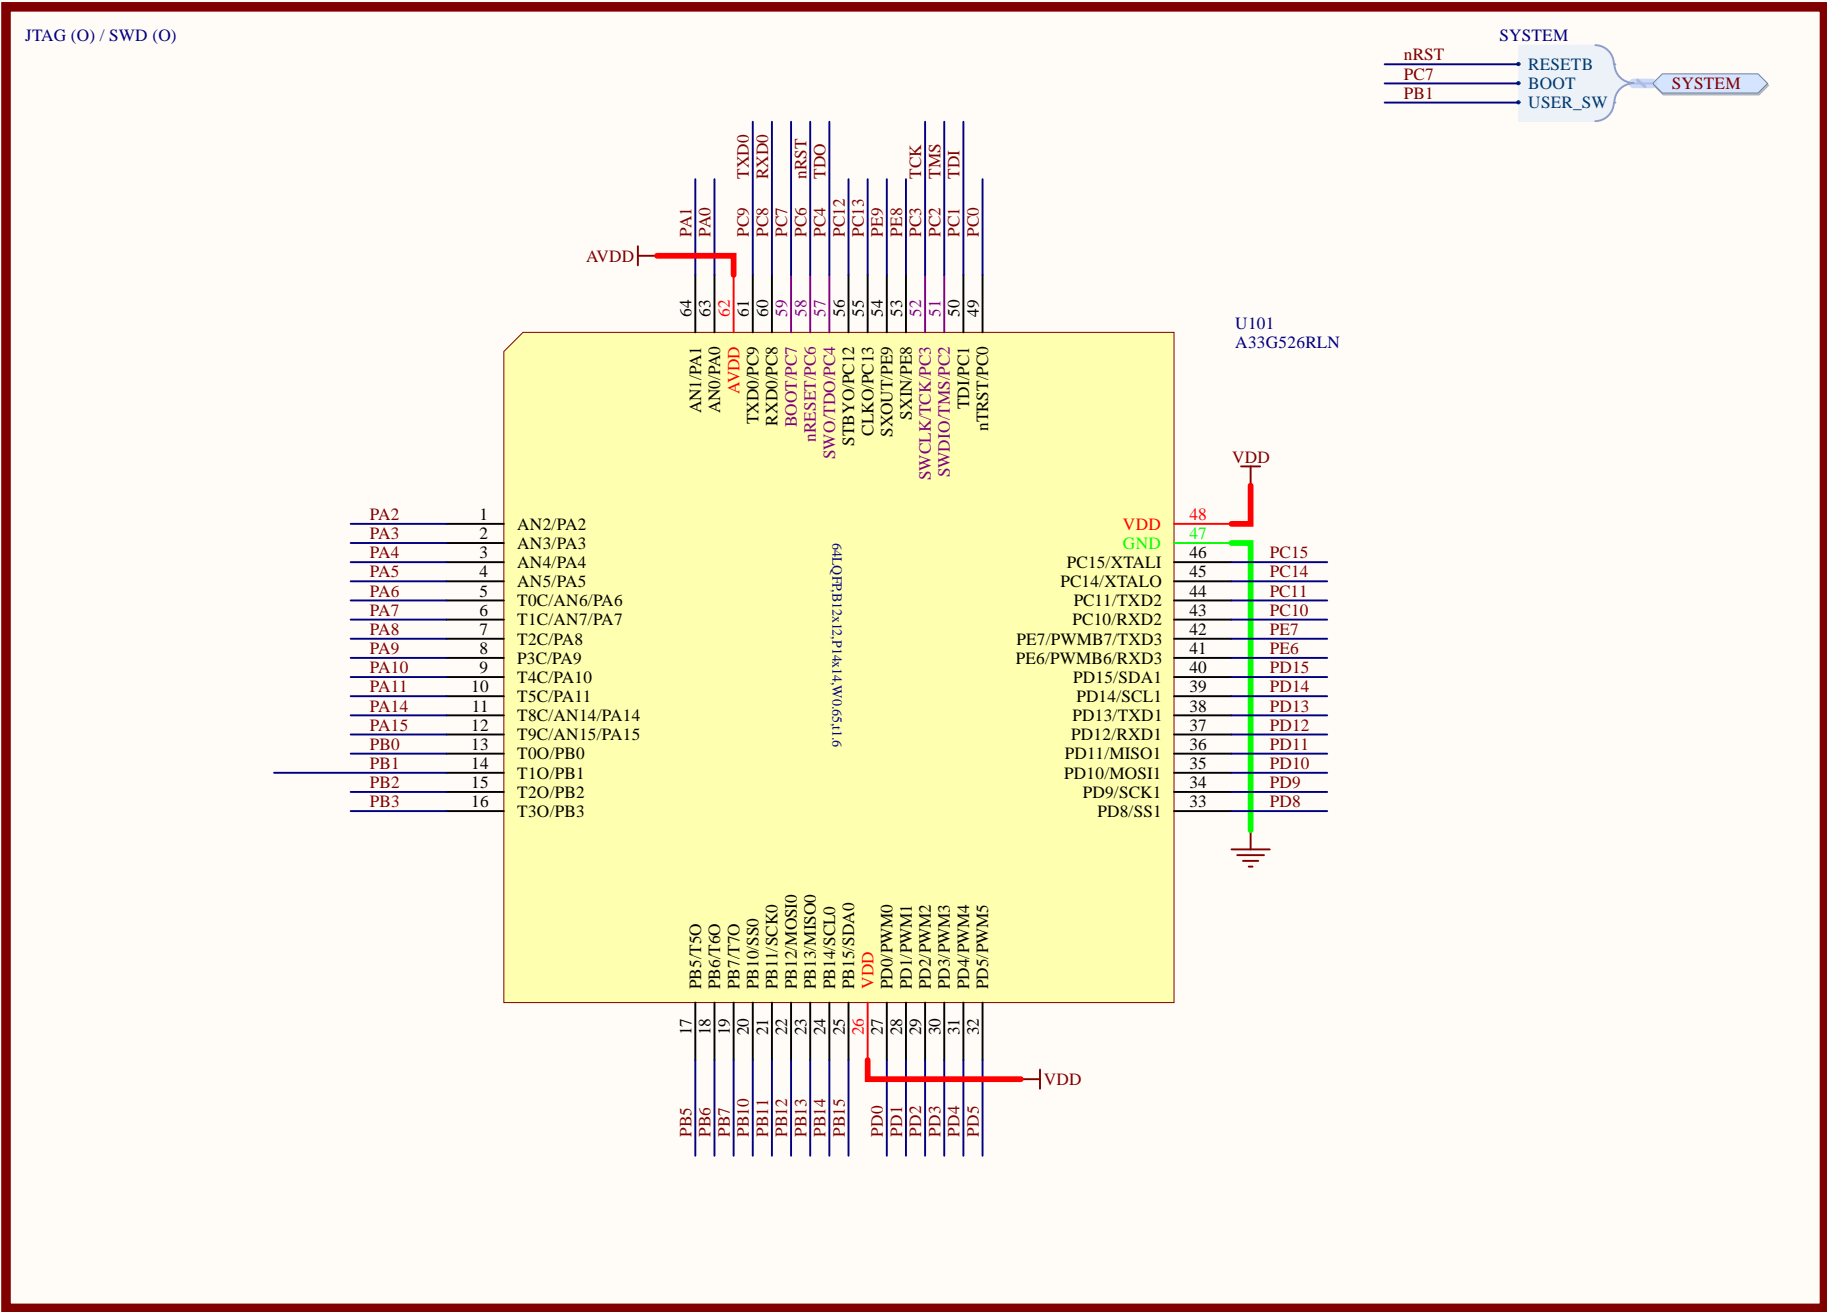 JTAG (O) / SWD (O)
SYSTEM
nRST
RESETB
PC7
BOOT
PB1
USER_SW
SYSTEM
TXD0
RXD0
nRST
TDO
TCK
TMS
TDI
PA1
PA0
PC9
PC8
PC7
PC6
PC4
PC12
PC13
PE9
PE8
PC3
PC2
PC1
PC0
AVDD
64
63
62
61
60
59
58
57
56
55
54
53
52
51
50
49
U101
A33G526RLN
AN1/PA1
AN0/PA0
AVDD
TXD0/PC9
RXD0/PC8
BOOT/PC7
nRESET/PC6
SWO/TDO/PC4
STBYO/PC12
CLKO/PC13
SXOUT/PE9
SXIN/PE8
SWCLK/TCK/PC3
SWDIO/TMS/PC2
TDI/PC1
nTRST/PC0
VDD
PA2 1 AN2/PA2
PA3 2 AN3/PA3
PA4 3 AN4/PA4
PA5 4 AN5/PA5
PA6 5 T0C/AN6/PA6
PA7 6 T1C/AN7/PA7
PA8 7 T2C/PA8
PA9 8 P3C/PA9
PA10 9 T4C/PA10
PA11 10 T5C/PA11
PA14 11 T8C/AN14/PA14
PA15 12 T9C/AN15/PA15
PB0 13 T0O/PB0
PB1 14 T1O/PB1
PB2 15 T2O/PB2
PB3 16 T3O/PB3
64LQFP,B12x12,P14x14,W0.65,t1.6
VDD 48
GND 47
PC15/XTALI 46 PC15
PC14/XTALO 45 PC14
PC11/TXD2 44 PC11
PC10/RXD2 43 PC10
PE7/PWMB7/TXD3 42 PE7
PE6/PWMB6/RXD3 41 PE6
PD15/SDA1 40 PD15
PD14/SCL1 39 PD14
PD13/TXD1 38 PD13
PD12/RXD1 37 PD12
PD11/MISO1 36 PD11
PD10/MOSI1 35 PD10
PD9/SCK1 34 PD9
PD8/SS1 33 PD8
PB5/T5O
PB6/T6O
PB7/T7O
PB10/SS0
PB11/SCK0
PB12/MOSI0
PB13/MISO0
PB14/SCL0
PB15/SDA0
VDD
PD0/PWM0
PD1/PWM1
PD2/PWM2
PD3/PWM3
PD4/PWM4
PD5/PWM5
17
18
19
20
21
22
23
24
25
26
27
28
29
30
31
32
VDD
PB5
PB6
PB7
PB10
PB11
PB12
PB13
PB14
PB15
PD0
PD1
PD2
PD3
PD4
PD5